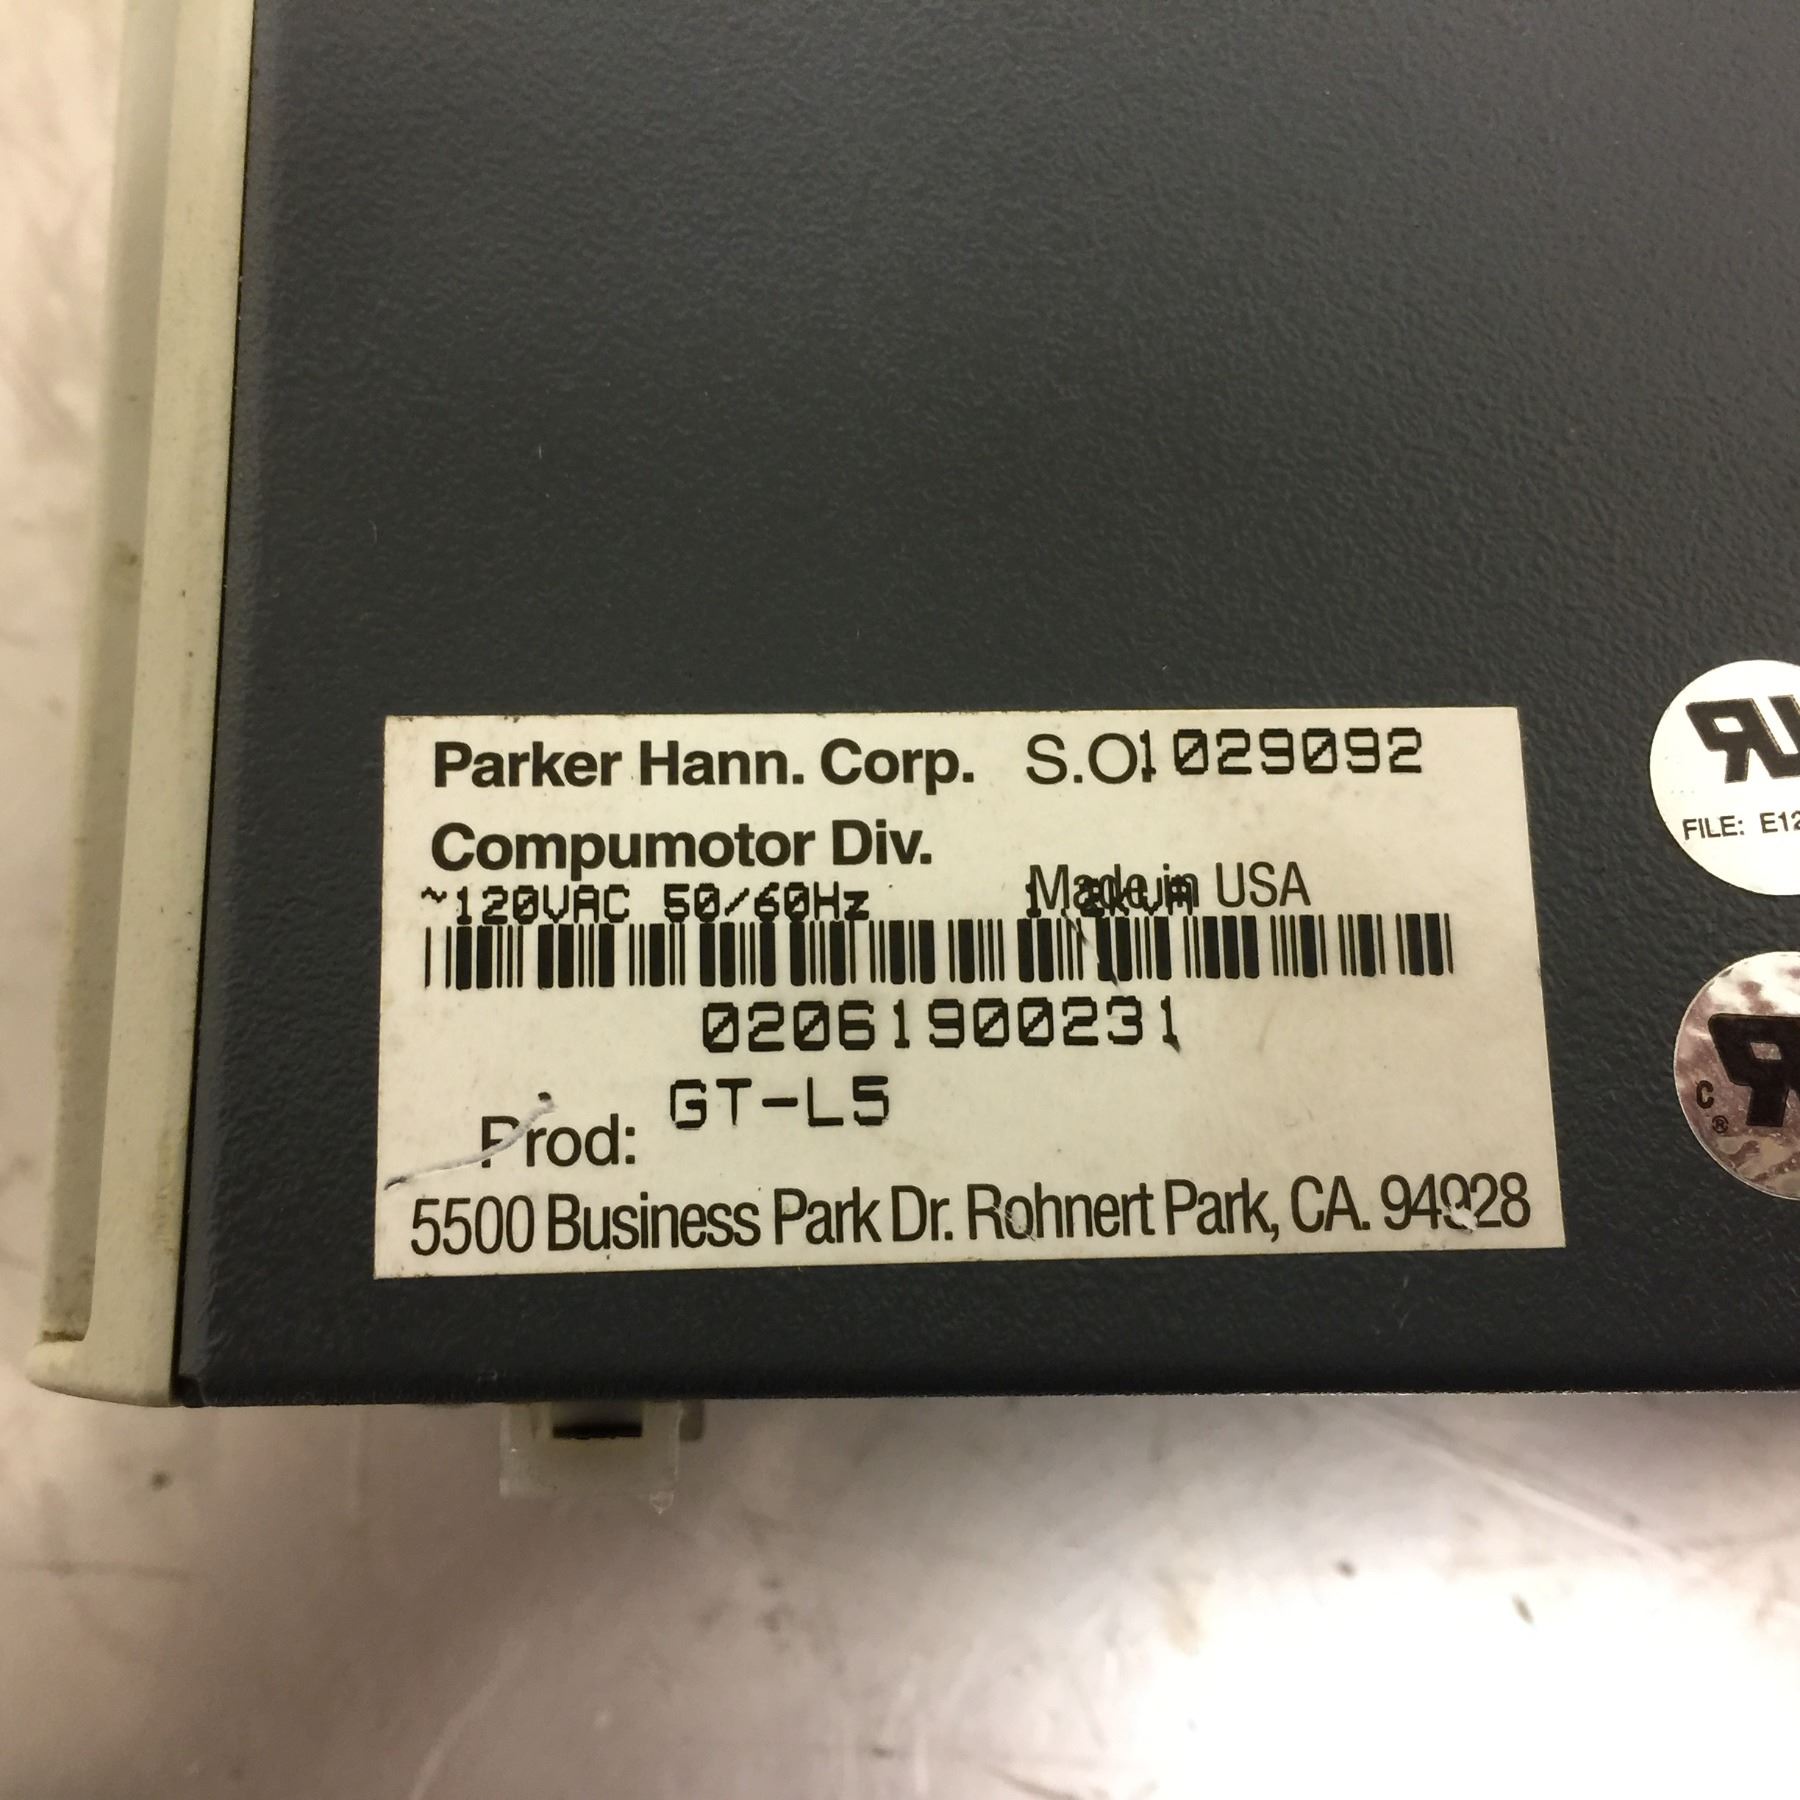 Parker Hann. Corp. S.O. 1029092
Compumotor Div.
Made in USA
~120VAC 50/60Hz
02061900231
Prod: GT-L5
5500 Business Park Dr. Rohnert Park, CA. 94928
FILE: E12
C
®